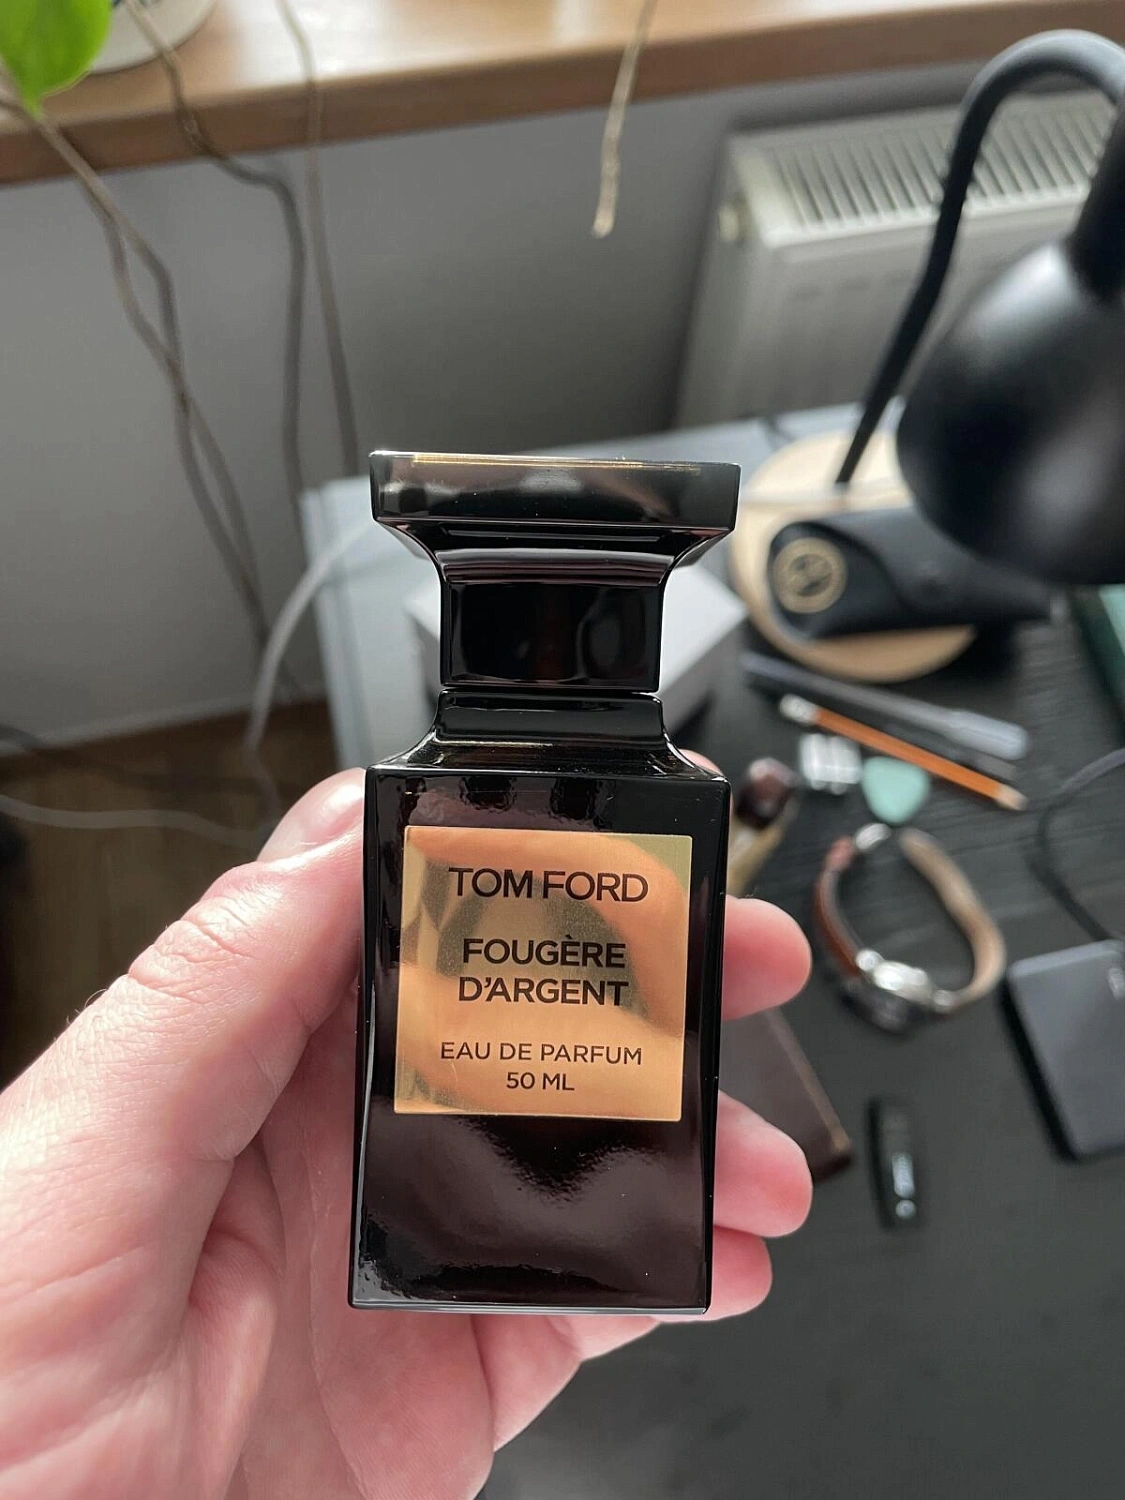 TOM FORD
FOUGÈRE
D'ARGENT
EAU DE PARFUM
50 ML